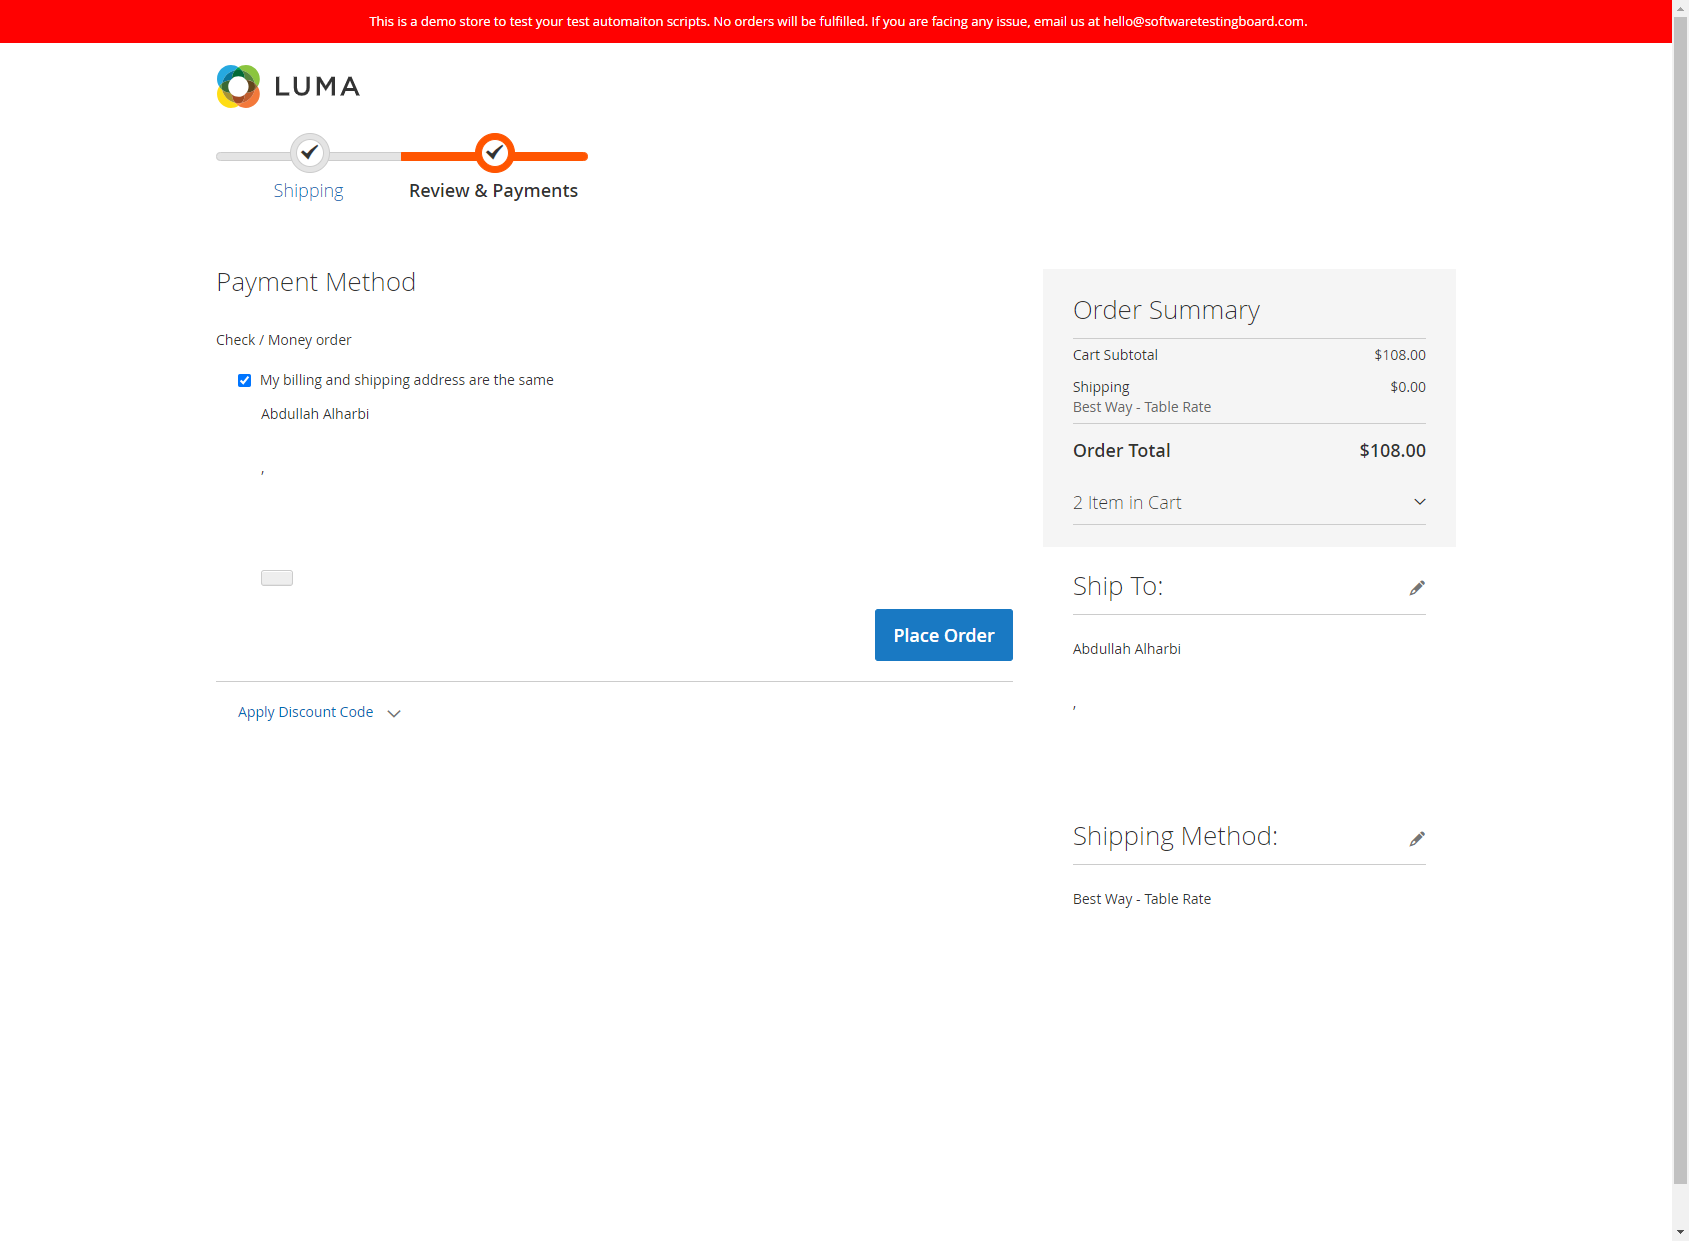 This is a demo store to test your test automaiton scripts. No orders will be fulfilled. If you are facing any issue, email us at hello@softwaretestingboard.com.
LUMA
Shipping
Review & Payments
Payment Method
Check / Money order
My billing and shipping address are the same
Abdullah Alharbi
,
Place Order
Apply Discount Code
Order Summary
Cart Subtotal $108.00
Shipping $0.00
Best Way - Table Rate
Order Total $108.00
2 Item in Cart
Ship To:
Abdullah Alharbi
,
Shipping Method:
Best Way - Table Rate